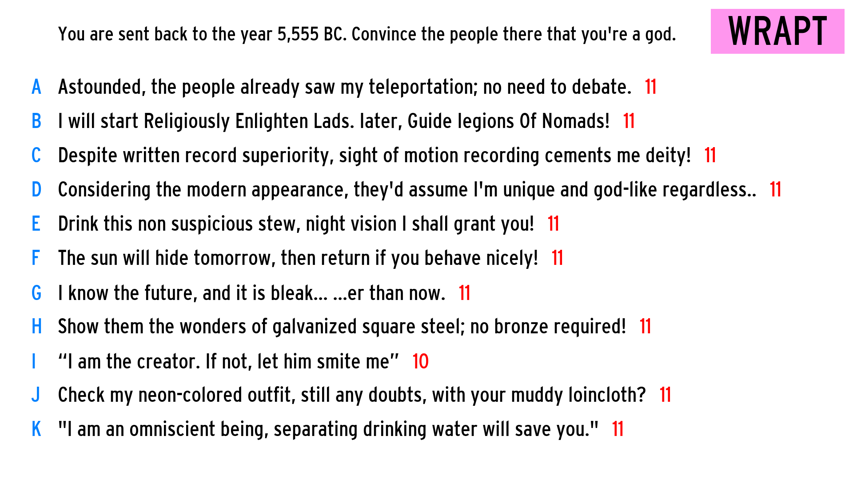 You are sent back to the year 5,555 BC. Convince the people there that you're a god.
WRAPT
A Astounded, the people already saw my teleportation; no need to debate. 11
B I will start Religiously Enlighten Lads. later, Guide legions Of Nomads! 11
C Despite written record superiority, sight of motion recording cements me deity! 11
D Considering the modern appearance, they'd assume I'm unique and god-like regardless.. 11
E Drink this non suspicious stew, night vision I shall grant you! 11
F The sun will hide tomorrow, then return if you behave nicely! 11
G I know the future, and it is bleak... ...er than now. 11
H Show them the wonders of galvanized square steel; no bronze required! 11
I “I am the creator. If not, let him smite me” 10
J Check my neon-colored outfit, still any doubts, with your muddy loincloth? 11
K "I am an omniscient being, separating drinking water will save you." 11